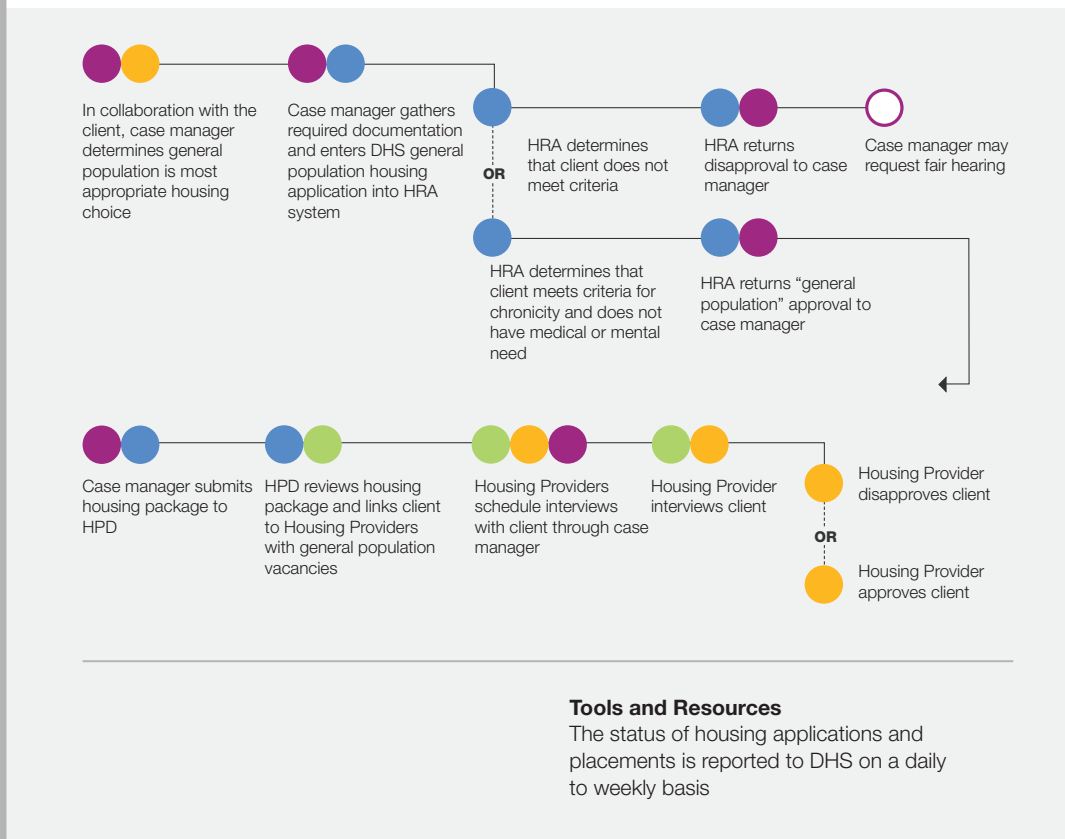 In collaboration with the
client, case manager
determines general
population is most
appropriate housing
choice
Case manager gathers
required documentation
and enters DHS general
population housing
application into HRA
system
OR
HRA determines
that client does not
meet criteria
HRA returns
disapproval to case
manager
Case manager may
request fair hearing
HRA determines that
client meets criteria for
chronicity and does not
have medical or mental
need
HRA returns “general
population” approval to
case manager
Case manager submits
housing package to
HPD
HPD reviews housing
package and links client
to Housing Providers
with general population
vacancies
Housing Providers
schedule interviews
with client through case
manager
Housing Provider
interviews client
Housing Provider
disapproves client
OR
Housing Provider
approves client
Tools and Resources
The status of housing applications and
placements is reported to DHS on a daily
to weekly basis